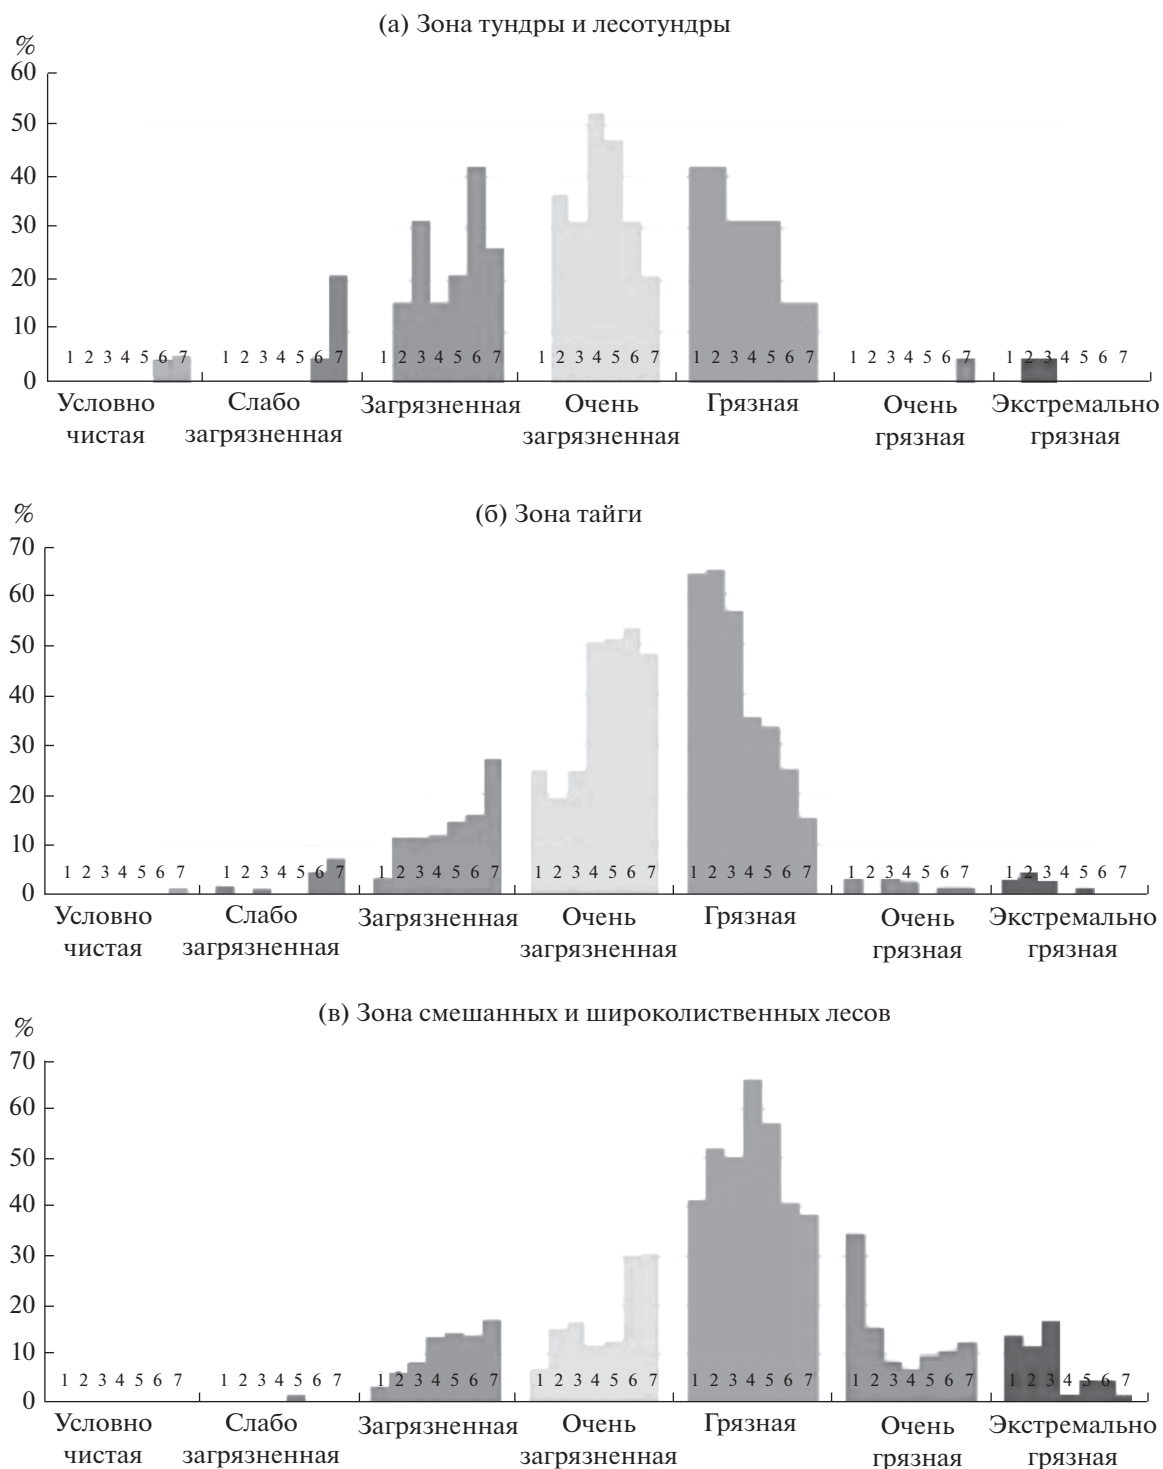 (а) Зона тундры и лесотундры
%
60
50
40
30
20
10
0
1 2 3 4 5 6 7 1 2 3 4 5 6 7 1 2 3 4 5 6 7 1 2 3 4 5 6 7 1 2 3 4 5 6 7 1 2 3 4 5 6 7 1 2 3 4 5 6 7
Условно Слабо Загрязненная Очень Грязная Очень Экстремально
чистая загрязненная загрязненная грязная грязная
(б) Зона тайги
%
70
60
50
40
30
20
10
0
1 2 3 4 5 6 7 1 2 3 4 5 6 7 1 2 3 4 5 6 7 1 2 3 4 5 6 7 1 2 3 4 5 6 7 1 2 3 4 5 6 7 1 2 3 4 5 6 7
Условно Слабо Загрязненная Очень Грязная Очень Экстремально
чистая загрязненная загрязненная грязная грязная
(в) Зона смешанных и широколиственных лесов
%
70
60
50
40
30
20
10
0
1 2 3 4 5 6 7 1 2 3 4 5 6 7 1 2 3 4 5 6 7 1 2 3 4 5 6 7 1 2 3 4 5 6 7 1 2 3 4 5 6 7 1 2 3 4 5 6 7
Условно Слабо Загрязненная Очень Грязная Очень Экстремально
чистая загрязненная загрязненная грязная грязная